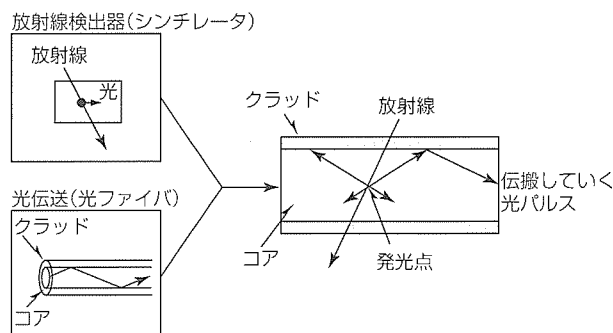 放射線検出器(シンチレータ)
放射線
光
光伝送(光ファイバ)
クラッド
コア
クラッド
放射線
伝搬していく
光パルス
コア
発光点